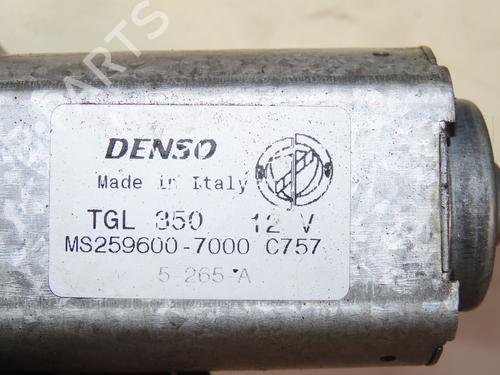 DENSO
Made in Italy
TGL 350 12 V
MS259600-7000 C757
5 265 A